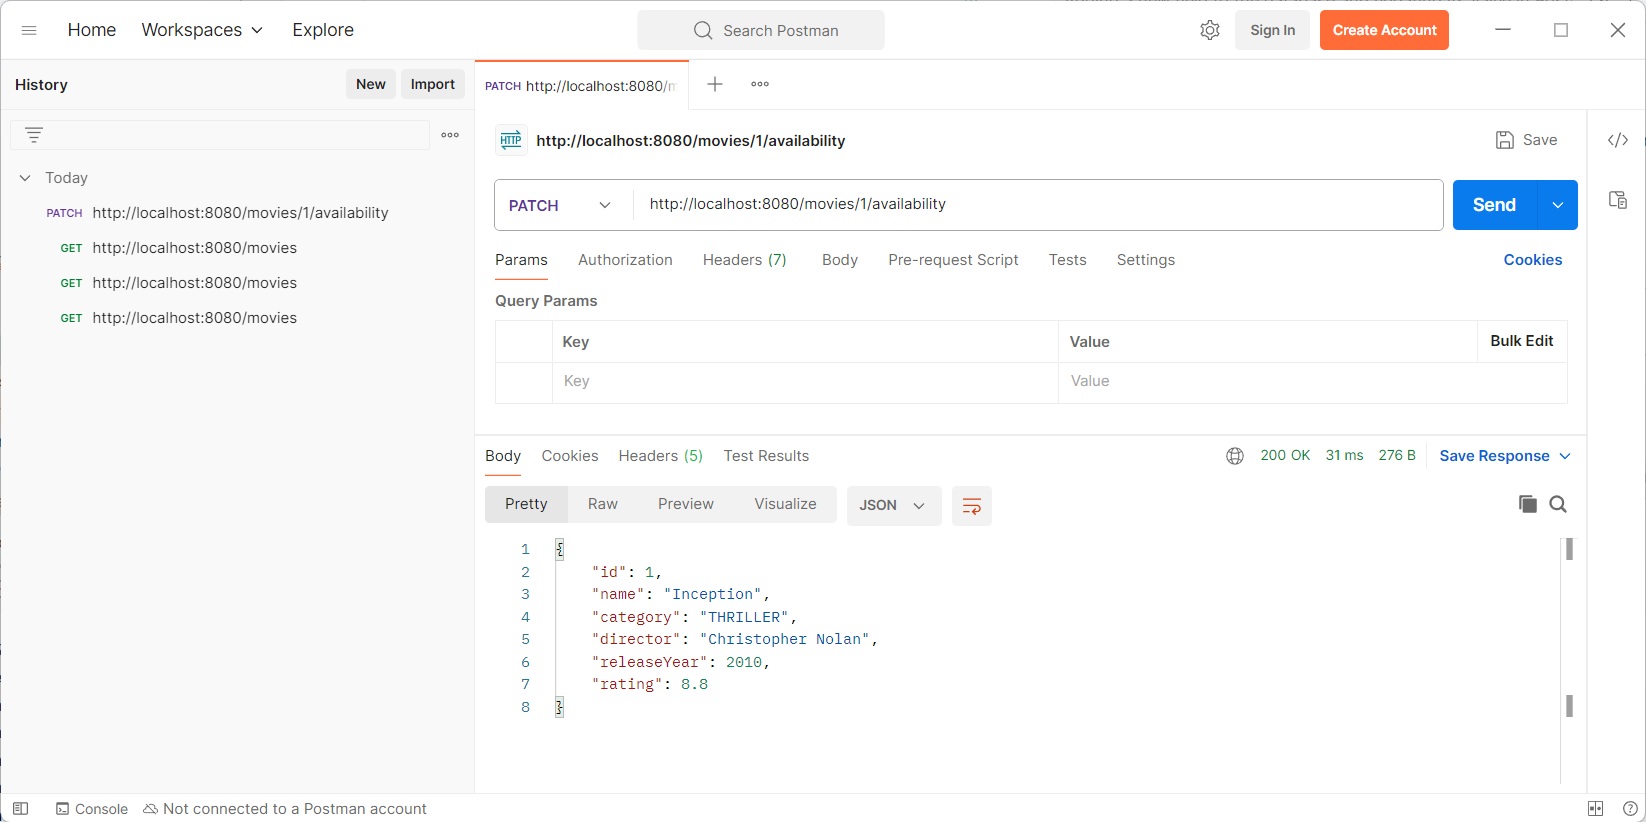 Home Workspaces Explore Search Postman Sign In Create Account
History New Import
PATCH http://localhost:8080/m
HTTP http://localhost:8080/movies/1/availability Save
Today
PATCH http://localhost:8080/movies/1/availability
GET http://localhost:8080/movies
GET http://localhost:8080/movies
GET http://localhost:8080/movies
PATCH http://localhost:8080/movies/1/availability Send
Params Authorization Headers (7) Body Pre-request Script Tests Settings Cookies
Query Params
Key Value Bulk Edit
Key Value
Body Cookies Headers (5) Test Results 200 OK 31 ms 276 B Save Response
Pretty Raw Preview Visualize JSON
1 {
2 "id": 1,
3 "name": "Inception",
4 "category": "THRILLER",
5 "director": "Christopher Nolan",
6 "releaseYear": 2010,
7 "rating": 8.8
8 }
Console Not connected to a Postman account